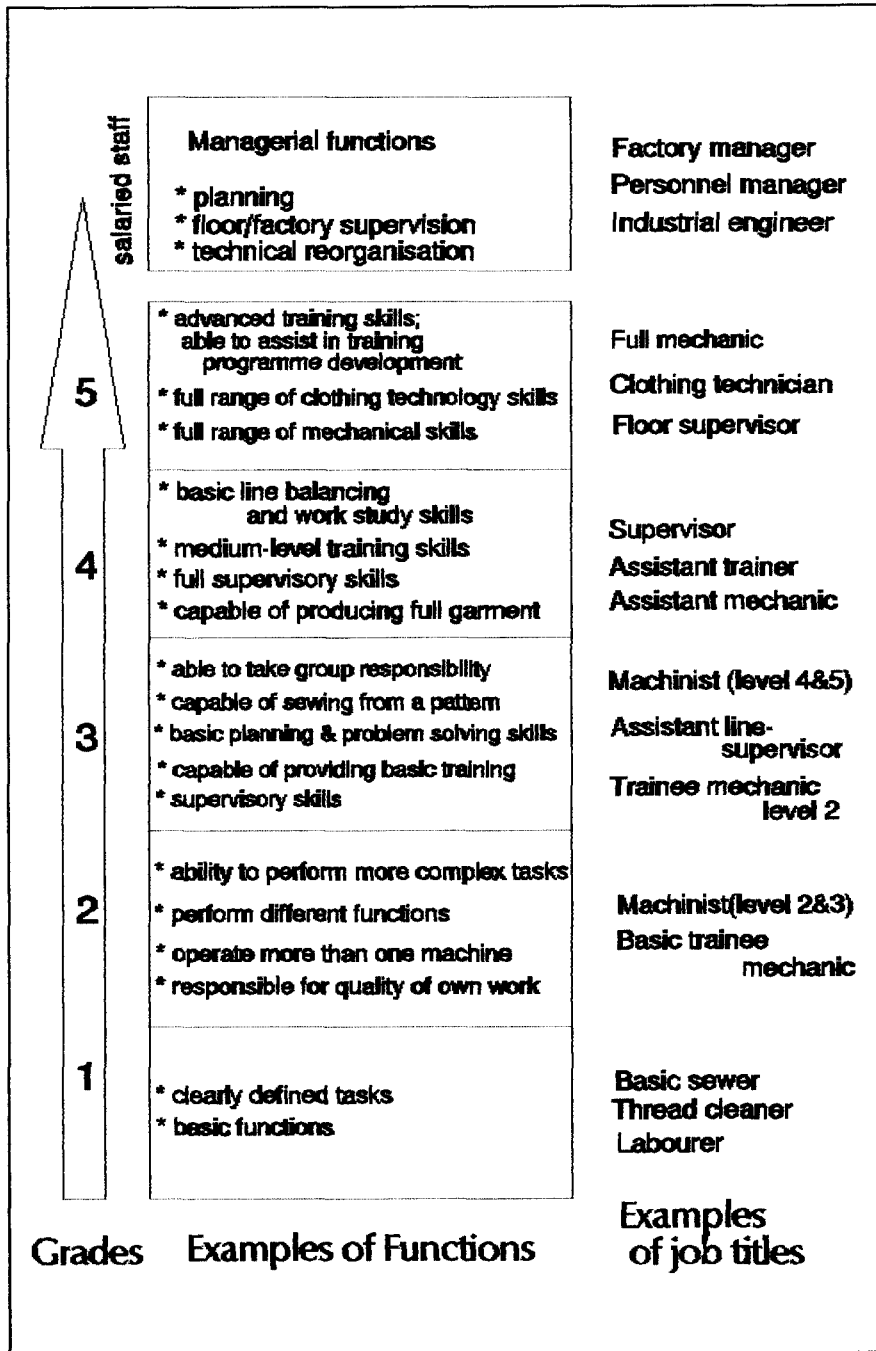 salaried staff
Managerial functions
* planning
* floor/factory supervision
* technical reorganisation
Factory manager
Personnel manager
Industrial engineer
5
* advanced training skills;
able to assist in training
programme development
* full range of clothing technology skills
* full range of mechanical skills
Full mechanic
Clothing technician
Floor supervisor
4
* basic line balancing
and work study skills
* medium-level training skills
* full supervisory skills
* capable of producing full garment
Supervisor
Assistant trainer
Assistant mechanic
3
* able to take group responsibility
* capable of sewing from a pattern
* basic planning & problem solving skills
* capable of providing basic training
* supervisory skills
Machinist (level 4&5)
Assistant line-
supervisor
Trainee mechanic
level 2
2
* ability to perform more complex tasks
* perform different functions
* operate more than one machine
* responsible for quality of own work
Machinist(level 2&3)
Basic trainee
mechanic
1
* clearly defined tasks
* basic functions
Basic sewer
Thread cleaner
Labourer
Grades
Examples of Functions
Examples
of job titles